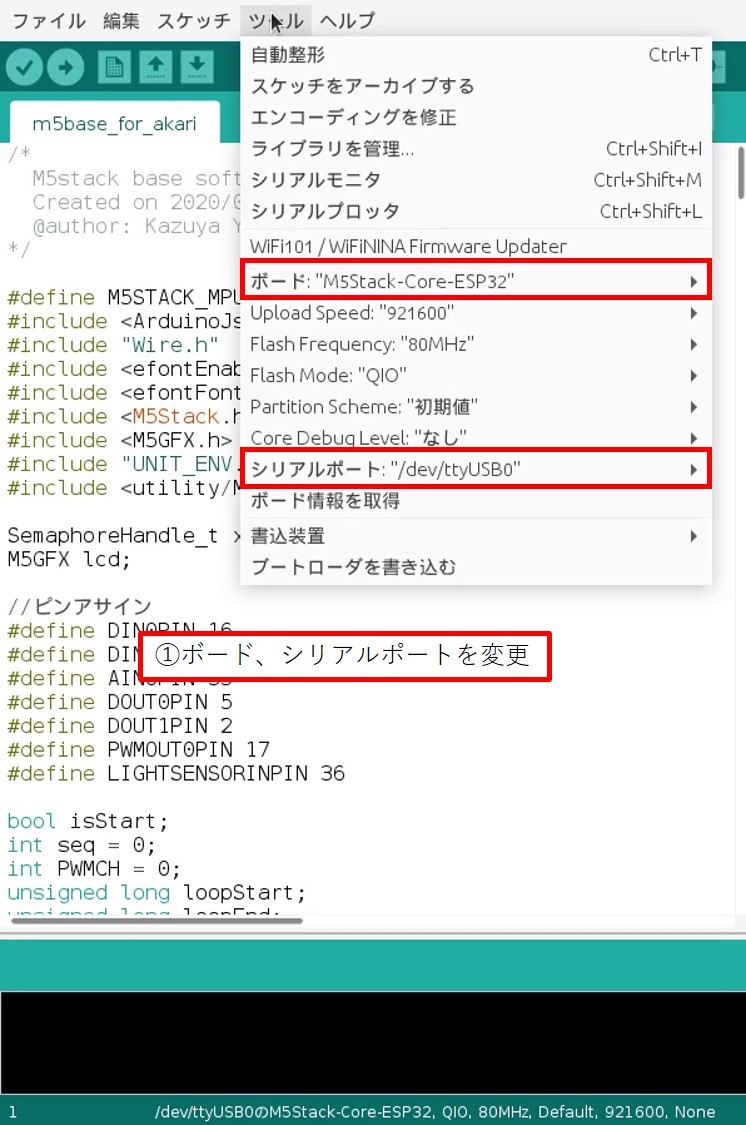 ファイル 編集 スケッチ ツール ヘルプ
自動整形 Ctrl+T
スケッチをアーカイブする
エンコーディングを修正
ライブラリを管理... Ctrl+Shift+I
シリアルモニタ Ctrl+Shift+M
シリアルプロッタ Ctrl+Shift+L
WiFi101 / WiFiNINA Firmware Updater
ボード: "M5Stack-Core-ESP32"
Upload Speed: "921600"
Flash Frequency: "80MHz"
Flash Mode: "QIO"
Partition Scheme: "初期値"
Core Debug Level: "なし"
シリアルポート: "/dev/ttyUSB0"
ボード情報を取得
書込装置
ブートローダを書き込む
m5base_for_akari
/*
M5stack base soft
Created on 2020/0
@author: Kazuya Y
*/
#define M5STACK_MPU
#include <ArduinoJs
#include "Wire.h"
#include <efontEnab
#include <efontFont
#include <M5Stack.h
#include <M5GFX.h>
#include "UNIT_ENV.
#include <utility/M
SemaphoreHandle_t x
M5GFX lcd;
//ピンアサイン
#define DIN0PIN 16
#define DIN
①ボード、シリアルポートを変更
#define AIN0PIN 35
#define DOUT0PIN 5
#define DOUT1PIN 2
#define PWMOUT0PIN 17
#define LIGHTSENSORINPIN 36
bool isStart;
int seq = 0;
int PWMCH = 0;
unsigned long loopStart;
unsigned long loopEnd;
1 /dev/ttyUSB0のM5Stack-Core-ESP32, QIO, 80MHz, Default, 921600, None